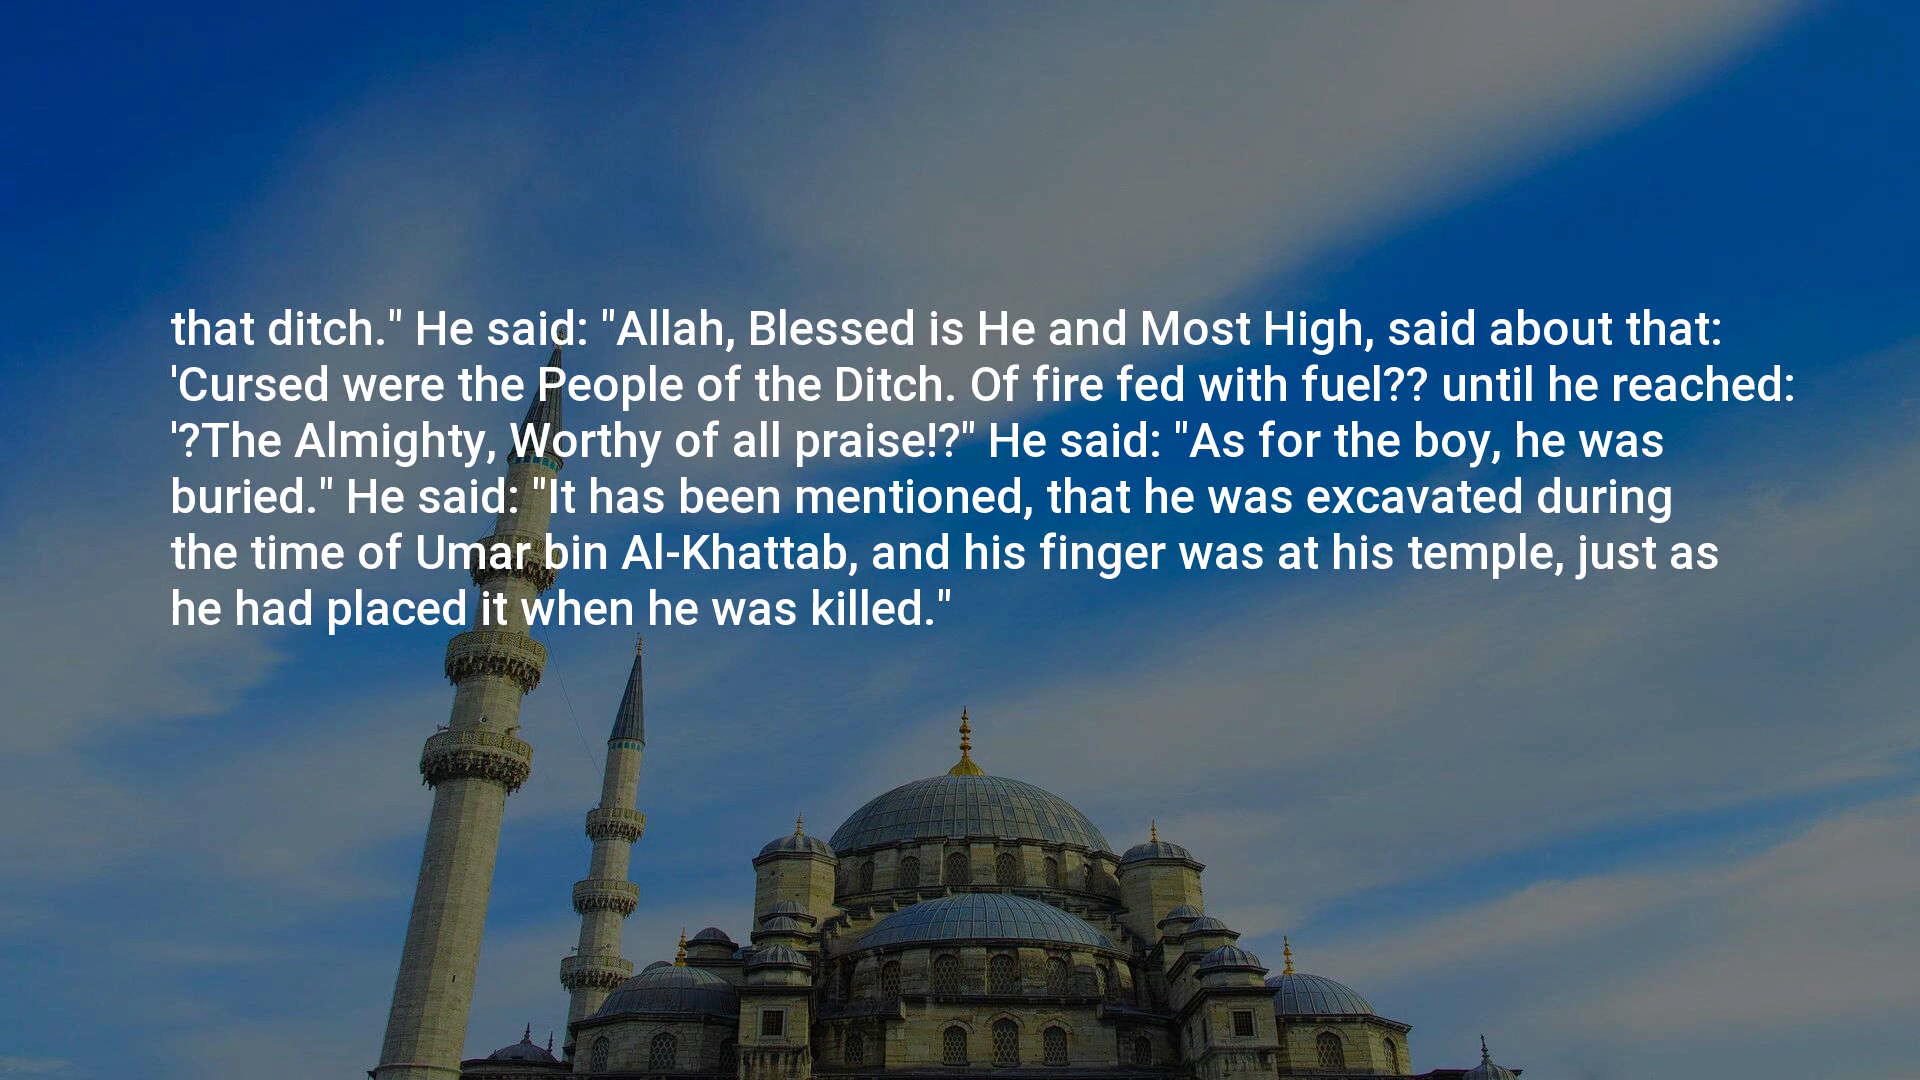 that ditch." He said: "Allah, Blessed is He and Most High, said about that:
'Cursed were the People of the Ditch. Of fire fed with fuel?? until he reached:
'?The Almighty, Worthy of all praise!?" He said: "As for the boy, he was
buried." He said: "It has been mentioned, that he was excavated during
the time of Umar bin Al-Khattab, and his finger was at his temple, just as
he had placed it when he was killed."